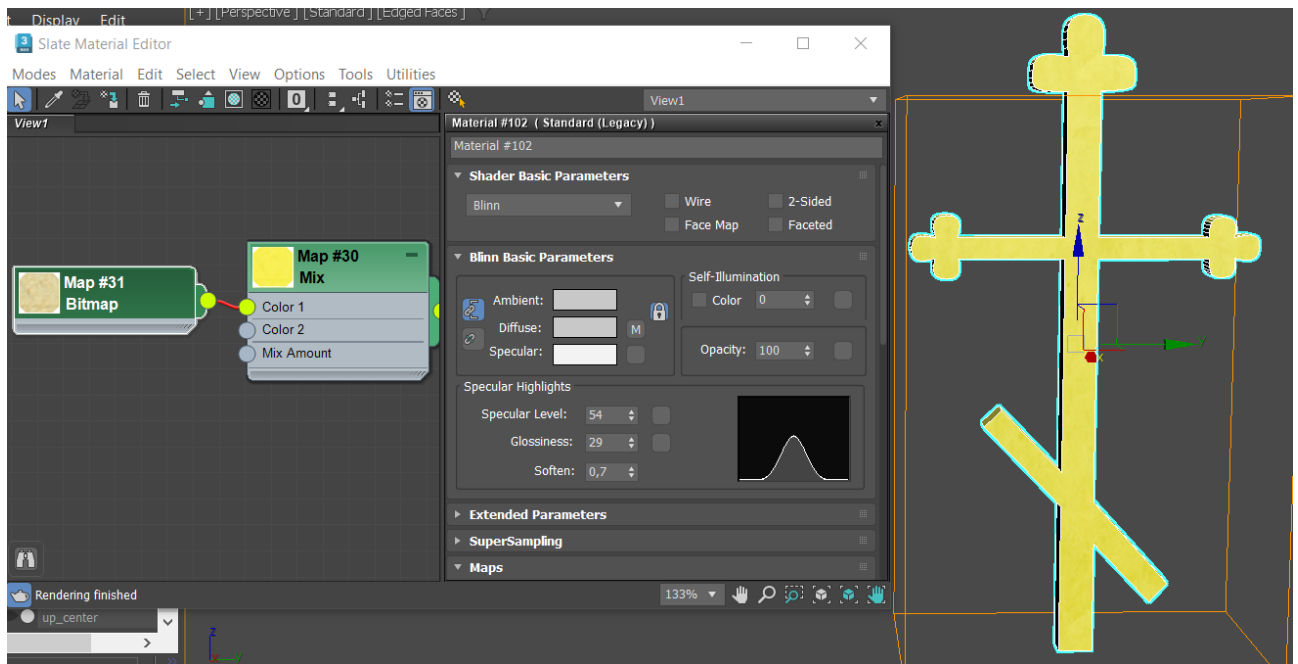 Display Edit
[+] [Perspective ] [Standard ] [Edged Faces ]
Slate Material Editor
Modes Material Edit Select View Options Tools Utilities
0
View1
View1
Material #102 ( Standard (Legacy) )
Material #102
Shader Basic Parameters
Blinn
Wire
2-Sided
Face Map
Faceted
Map #31
Bitmap
Map #30
Mix
Color 1
Color 2
Mix Amount
Blinn Basic Parameters
Ambient:
Diffuse:
M
Specular:
Self-Illumination
Color 0
Opacity: 100
Specular Highlights
Specular Level: 54
Glossiness: 29
Soften: 0,7
Extended Parameters
SuperSampling
Maps
Rendering finished
133%
up_center
z
z
x
y